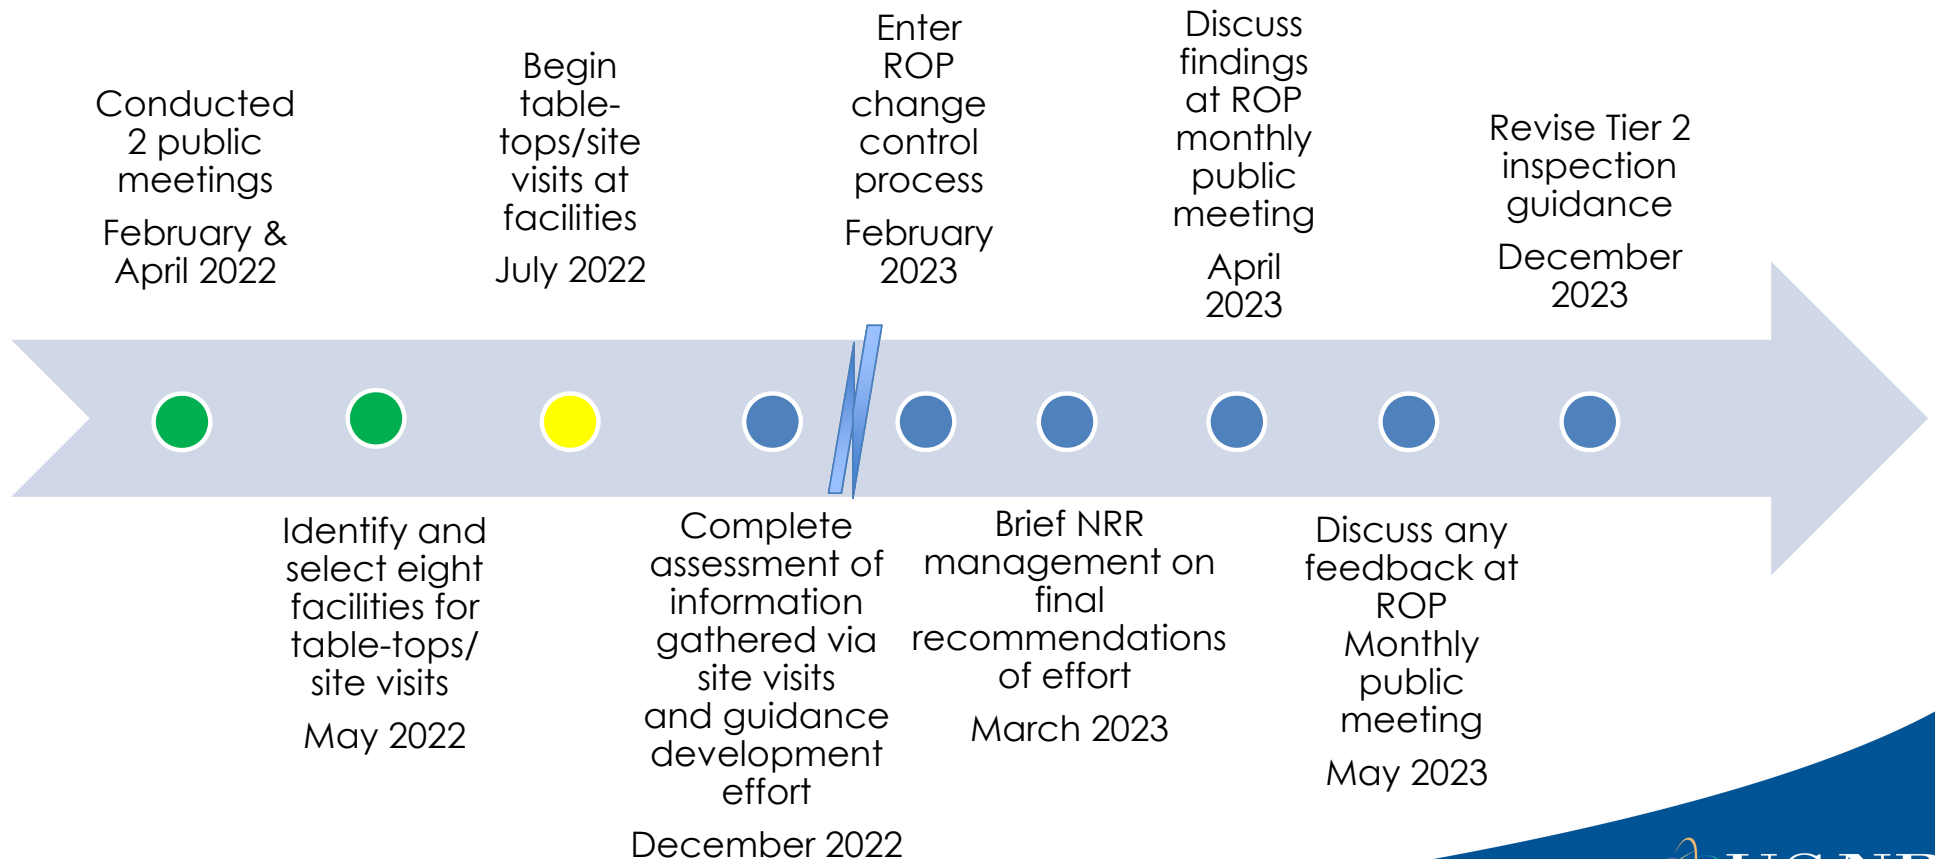 Conducted
2 public
meetings
February &
April 2022
Identify and
select eight
facilities for
table-tops/
site visits
May 2022
Begin
table-
tops/site
visits at
facilities
July 2022
Complete
assessment of
information
gathered via
site visits
and guidance
development
effort
December 2022
Enter
ROP
change
control
process
February
2023
Brief NRR
management on
final
recommendations
of effort
March 2023
Discuss
findings
at ROP
monthly
public
meeting
April
2023
Discuss any
feedback at
ROP
Monthly
public
meeting
May 2023
Revise Tier 2
inspection
guidance
December
2023